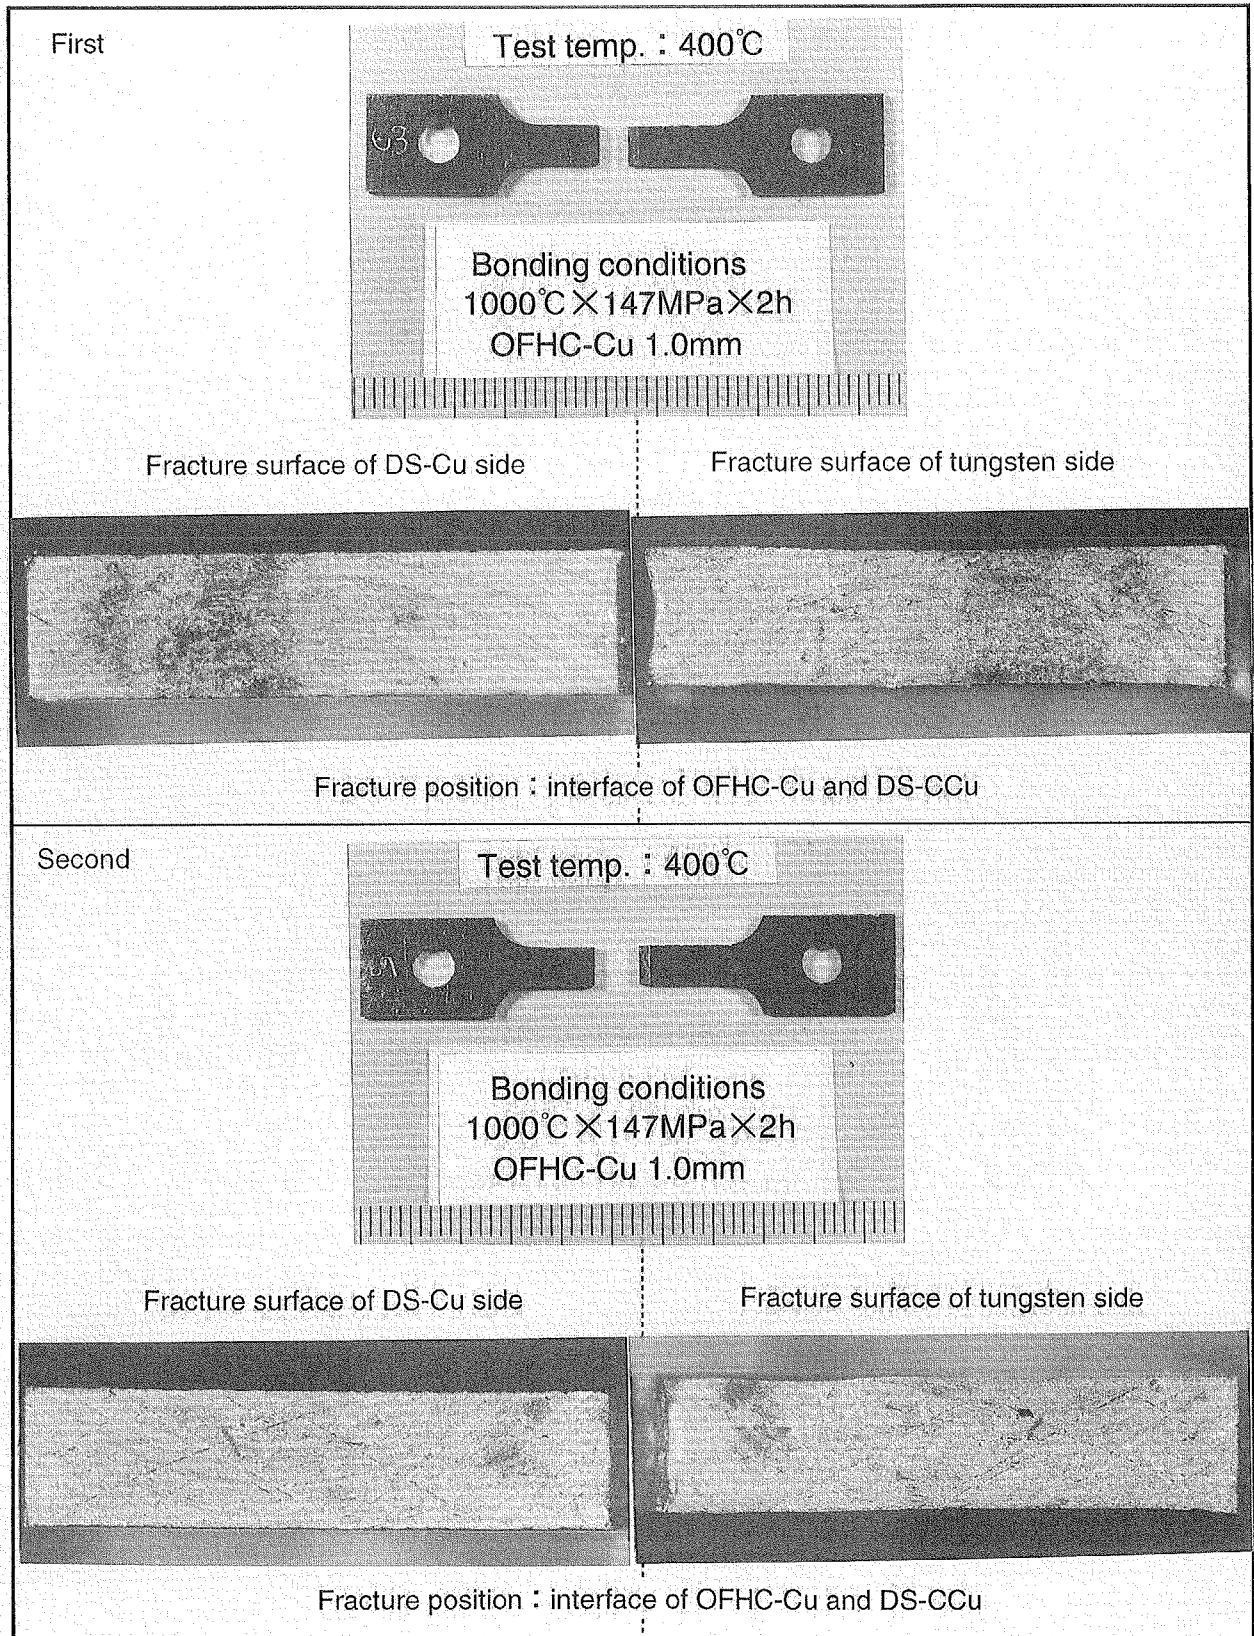 First
Test temp. : 400℃
63
Bonding conditions
1000℃×147MPa×2h
OFHC-Cu 1.0mm
Fracture surface of DS-Cu side
Fracture surface of tungsten side
Fracture position : interface of OFHC-Cu and DS-CCu
Second
Test temp. : 400℃
Bonding conditions
1000℃×147MPa×2h
OFHC-Cu 1.0mm
Fracture surface of DS-Cu side
Fracture surface of tungsten side
Fracture position : interface of OFHC-Cu and DS-CCu